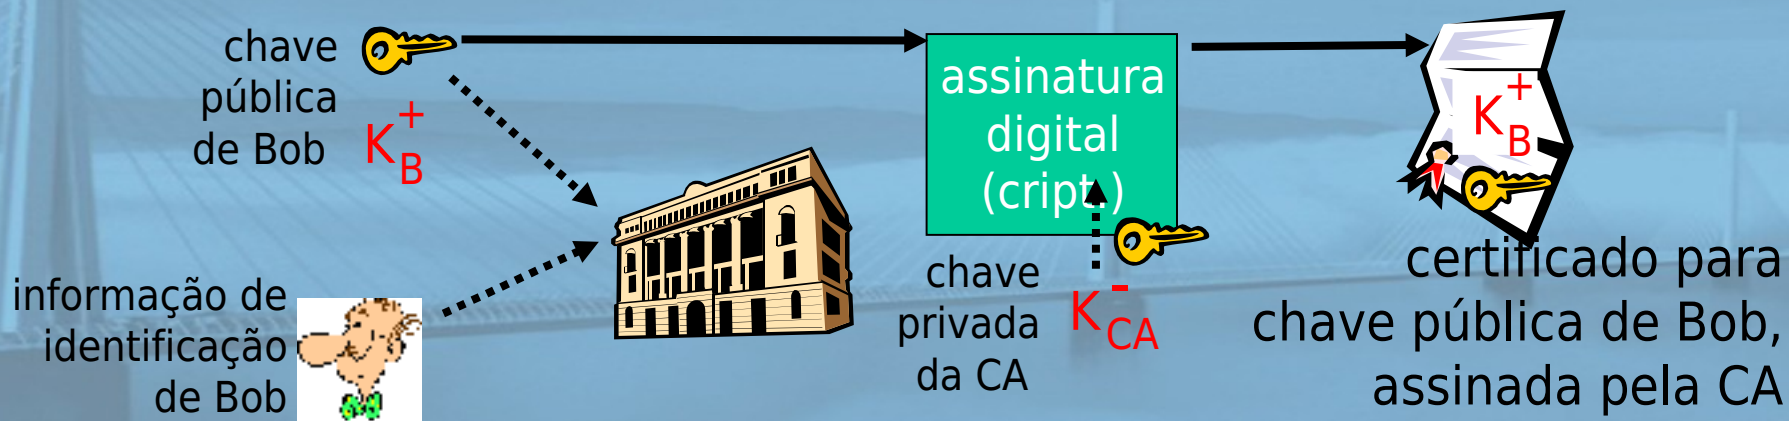 chave
pública
de Bob
K
+
B
informação de
identificação
de Bob
assinatura
digital
(cript.)
chave
privada
da CA
K
-
CA
K
+
B
certificado para
chave pública de Bob,
assinada pela CA